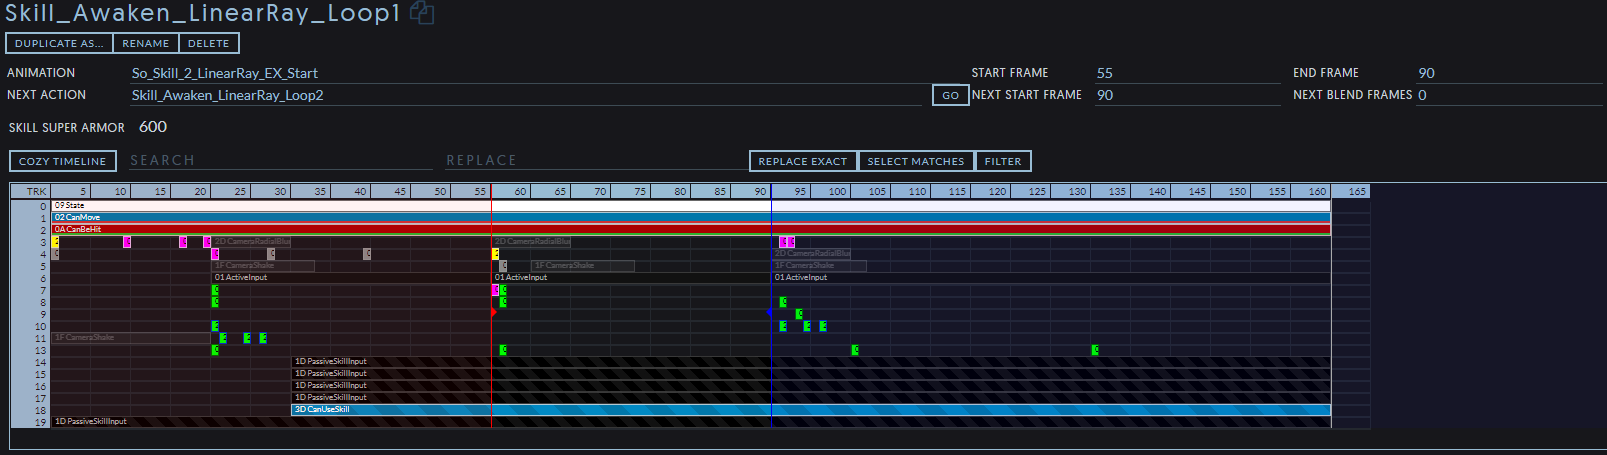 Skill_Awaken_LinearRay_Loop1
DUPLICATE AS... RENAME DELETE
ANIMATION So_Skill_2_LinearRay_EX_Start START FRAME 55 END FRAME 90
NEXT ACTION Skill_Awaken_LinearRay_Loop2 GO NEXT START FRAME 90 NEXT BLEND FRAMES 0
SKILL SUPER ARMOR 600
COZY TIMELINE SEARCH REPLACE REPLACE EXACT SELECT MATCHES FILTER
TRK 5 10 15 20 25 30 35 40 45 50 55 60 65 70 75 80 85 90 95 100 105 110 115 120 125 130 135 140 145 150 155 160 165
0 09 State
1 02 CanMove
2 0A CanBeHit
3 2D CameraRadialBlur 2D CameraRadialBlur
4 2D CameraRadialBlur
5 1F CameraShake 1F CameraShake 1F CameraShake
6 01 ActiveInput 01 ActiveInput 01 ActiveInput
7
8
9
10
11 1F CameraShake
13
14 1D PassiveSkillInput
15 1D PassiveSkillInput
16 1D PassiveSkillInput
17 1D PassiveSkillInput
18 3D CanUseSkill
19 1D PassiveSkillInput